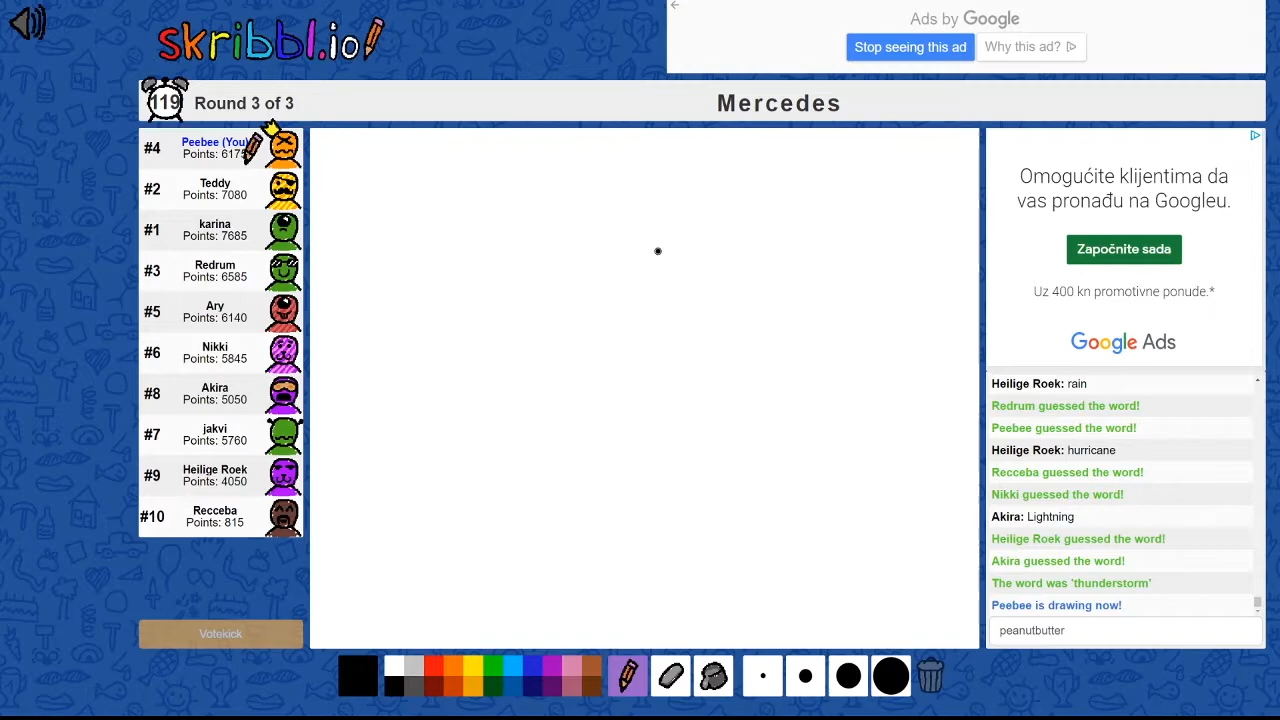 skribbl.io
Ads by Google
Stop seeing this ad
Why this ad?
119
Round 3 of 3
Mercedes
#4
Peebee (You)
Points: 6175
#2
Teddy
Points: 7080
#1
karina
Points: 7685
#3
Redrum
Points: 6585
#5
Ary
Points: 6140
#6
Nikki
Points: 5845
#8
Akira
Points: 5050
#7
jakvi
Points: 5760
#9
Heilige Roek
Points: 4050
#10
Recceba
Points: 815
Votekick
Omogućite klijentima da
vas pronađu na Googleu.
Započnite sada
Uz 400 kn promotivne ponude.*
Google Ads
Heilige Roek: rain
Redrum guessed the word!
Peebee guessed the word!
Heilige Roek: hurricane
Recceba guessed the word!
Nikki guessed the word!
Akira: Lightning
Heilige Roek guessed the word!
Akira guessed the word!
The word was 'thunderstorm'
Peebee is drawing now!
peanutbutter